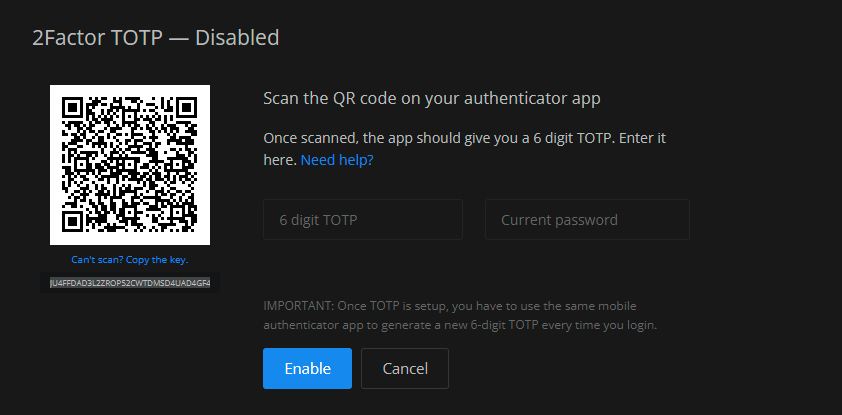 2Factor TOTP — Disabled
Scan the QR code on your authenticator app
Once scanned, the app should give you a 6 digit TOTP. Enter it
here. Need help?
6 digit TOTP
Current password
Can't scan? Copy the key.
JU4FFDAD3L2ZROP52CWTDMSD4UAD4GF4
IMPORTANT: Once TOTP is setup, you have to use the same mobile
authenticator app to generate a new 6-digit TOTP every time you login.
Enable
Cancel